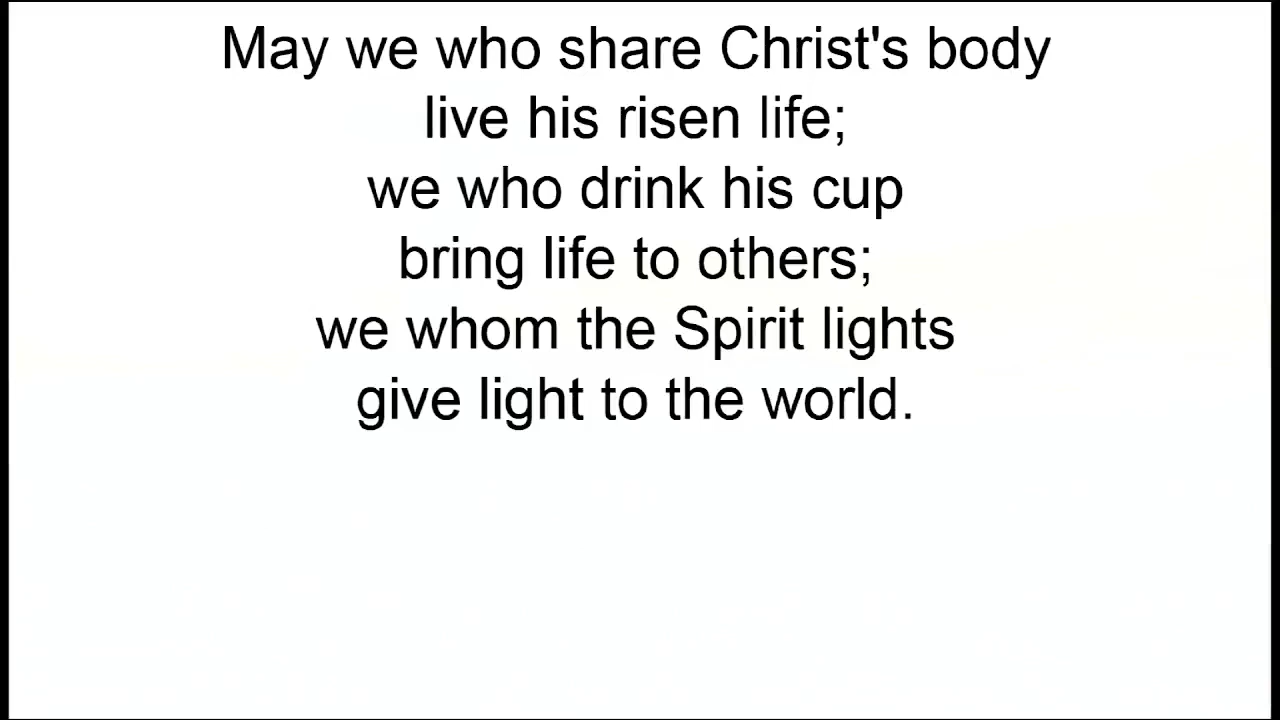 May we who share Christ's body
live his risen life;
we who drink his cup
bring life to others;
we whom the Spirit lights
give light to the world.